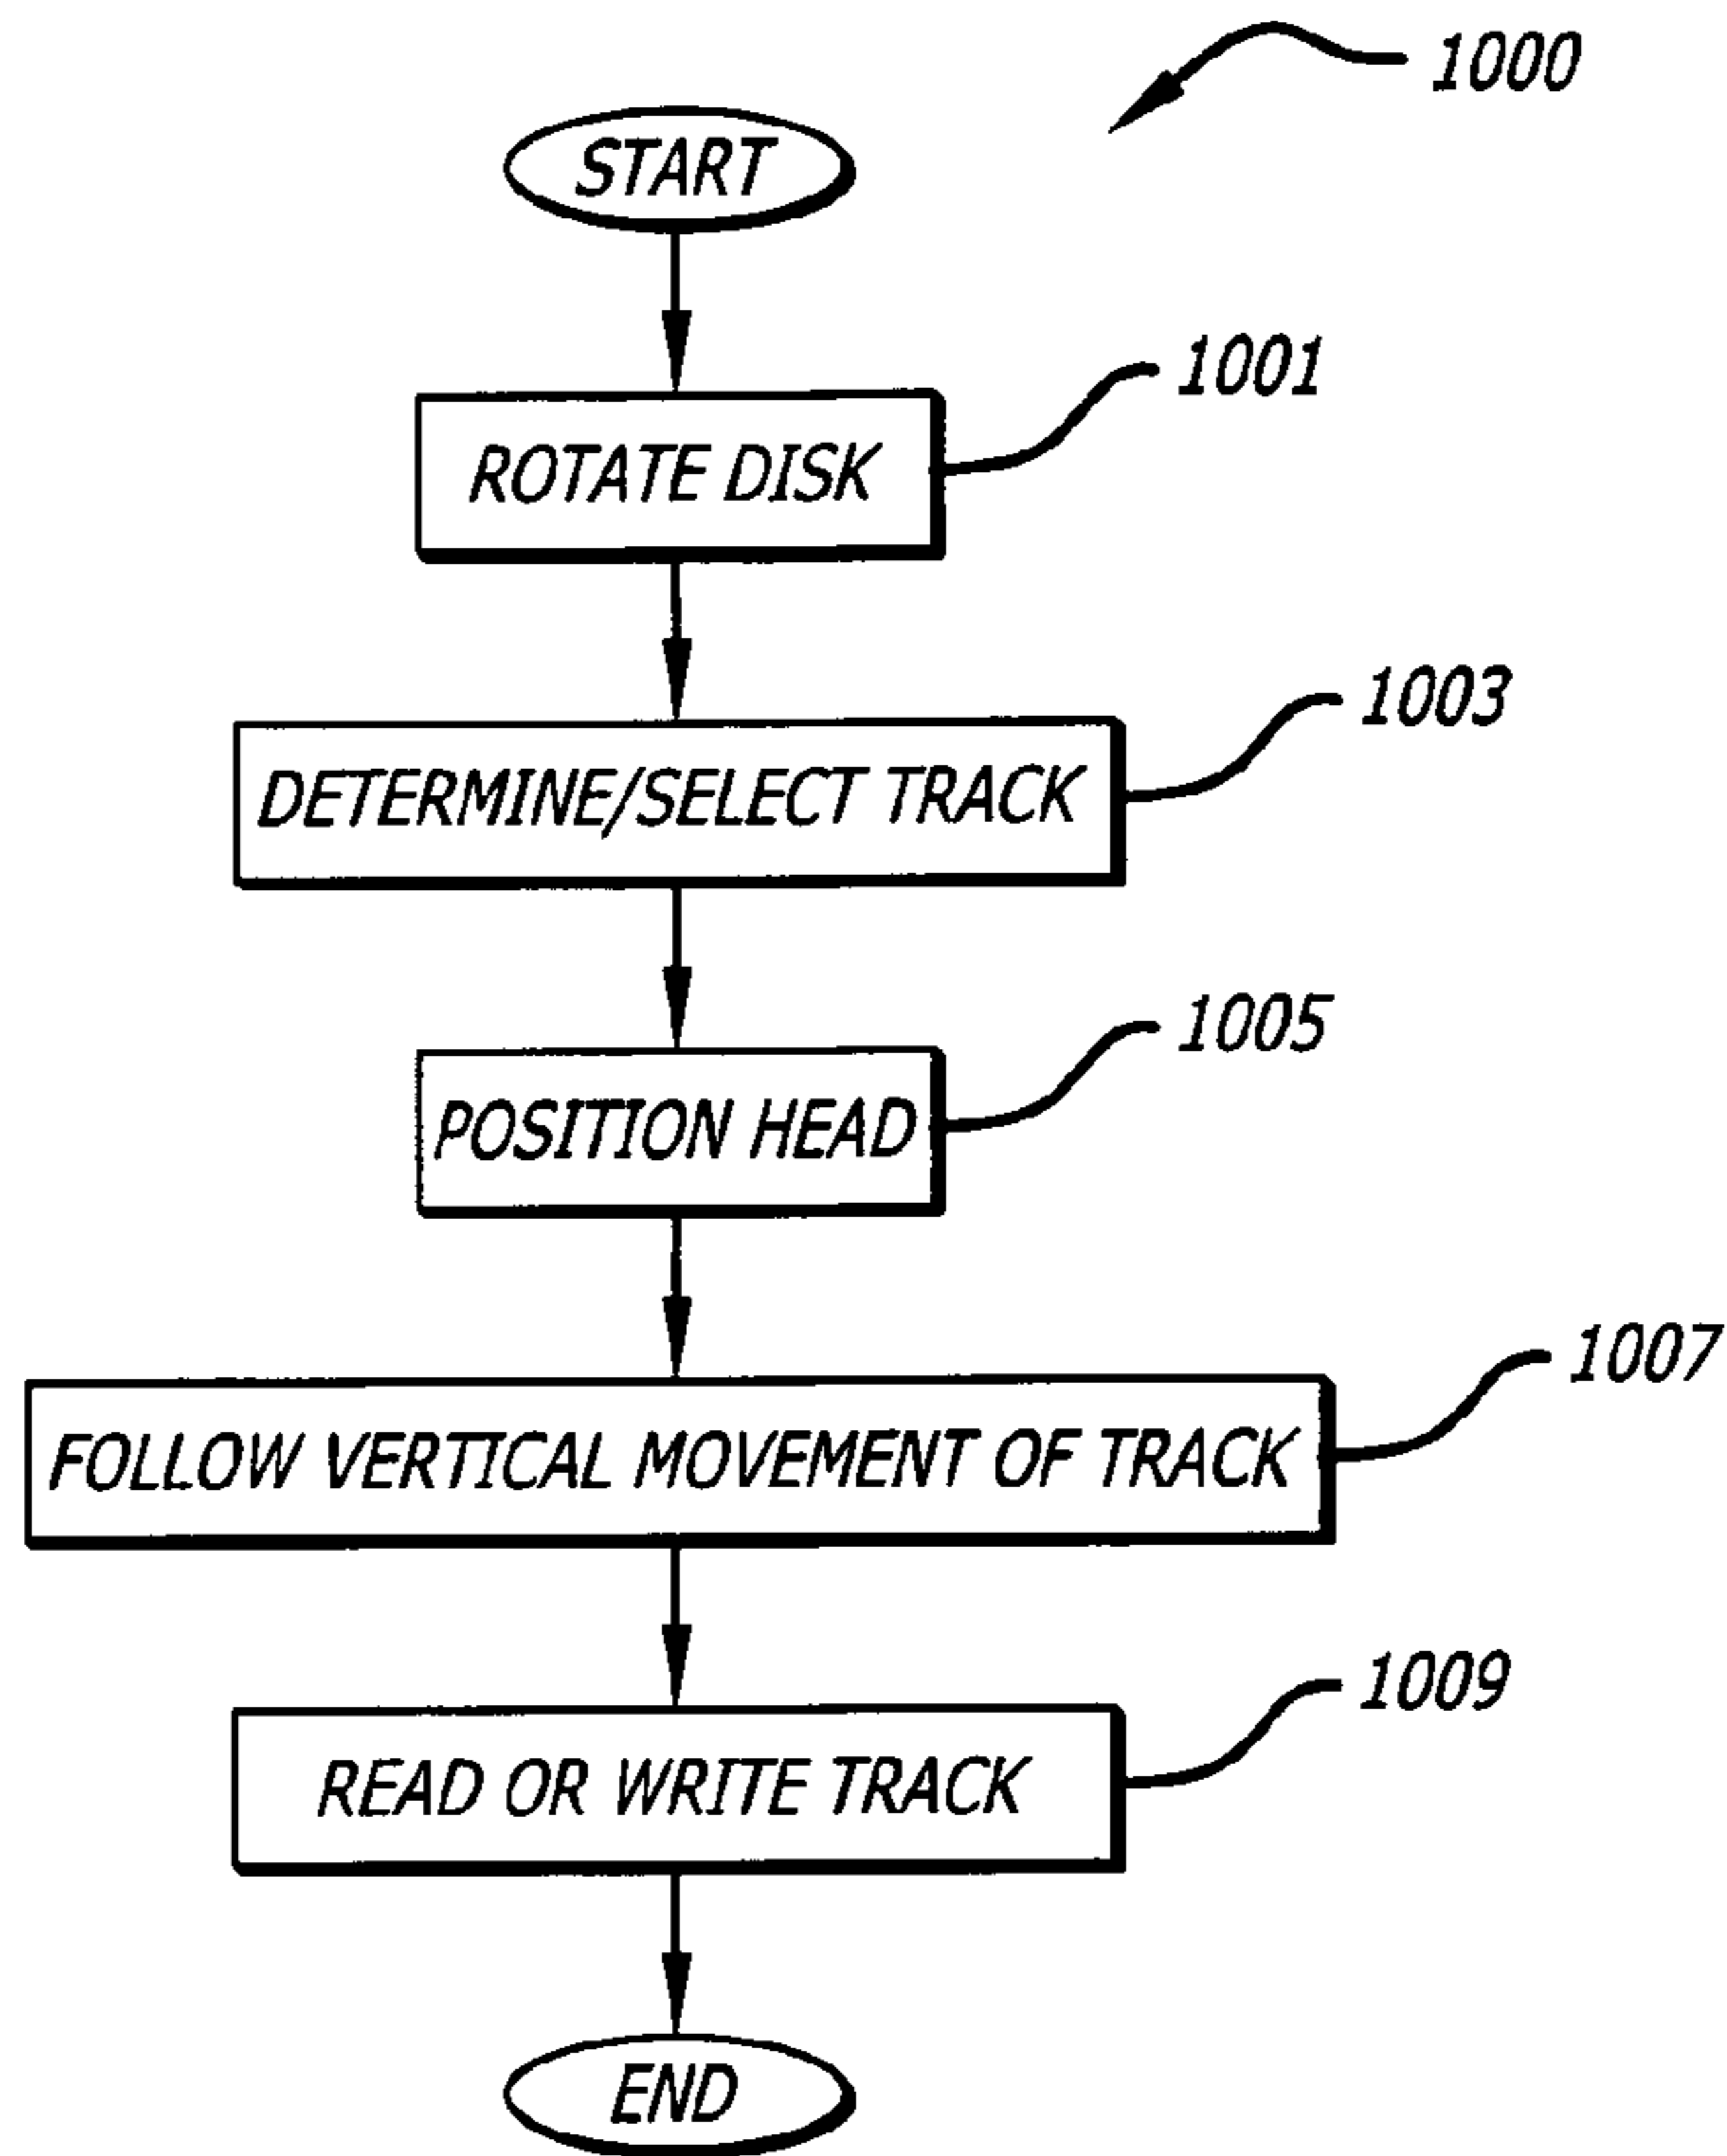 1000
START
1001
ROTATE DISK
1003
DETERMINE/SELECT TRACK
1005
POSITION HEAD
1007
FOLLOW VERTICAL MOVEMENT OF TRACK
1009
READ OR WRITE TRACK
END